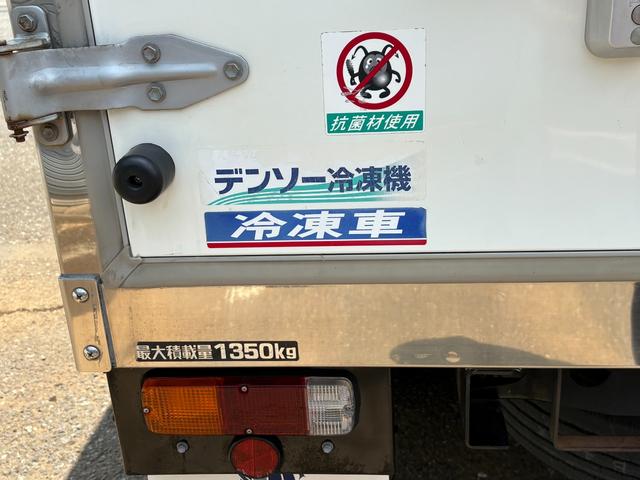 抗菌材使用
デンソー冷凍機
冷凍車
最大積載量1350kg